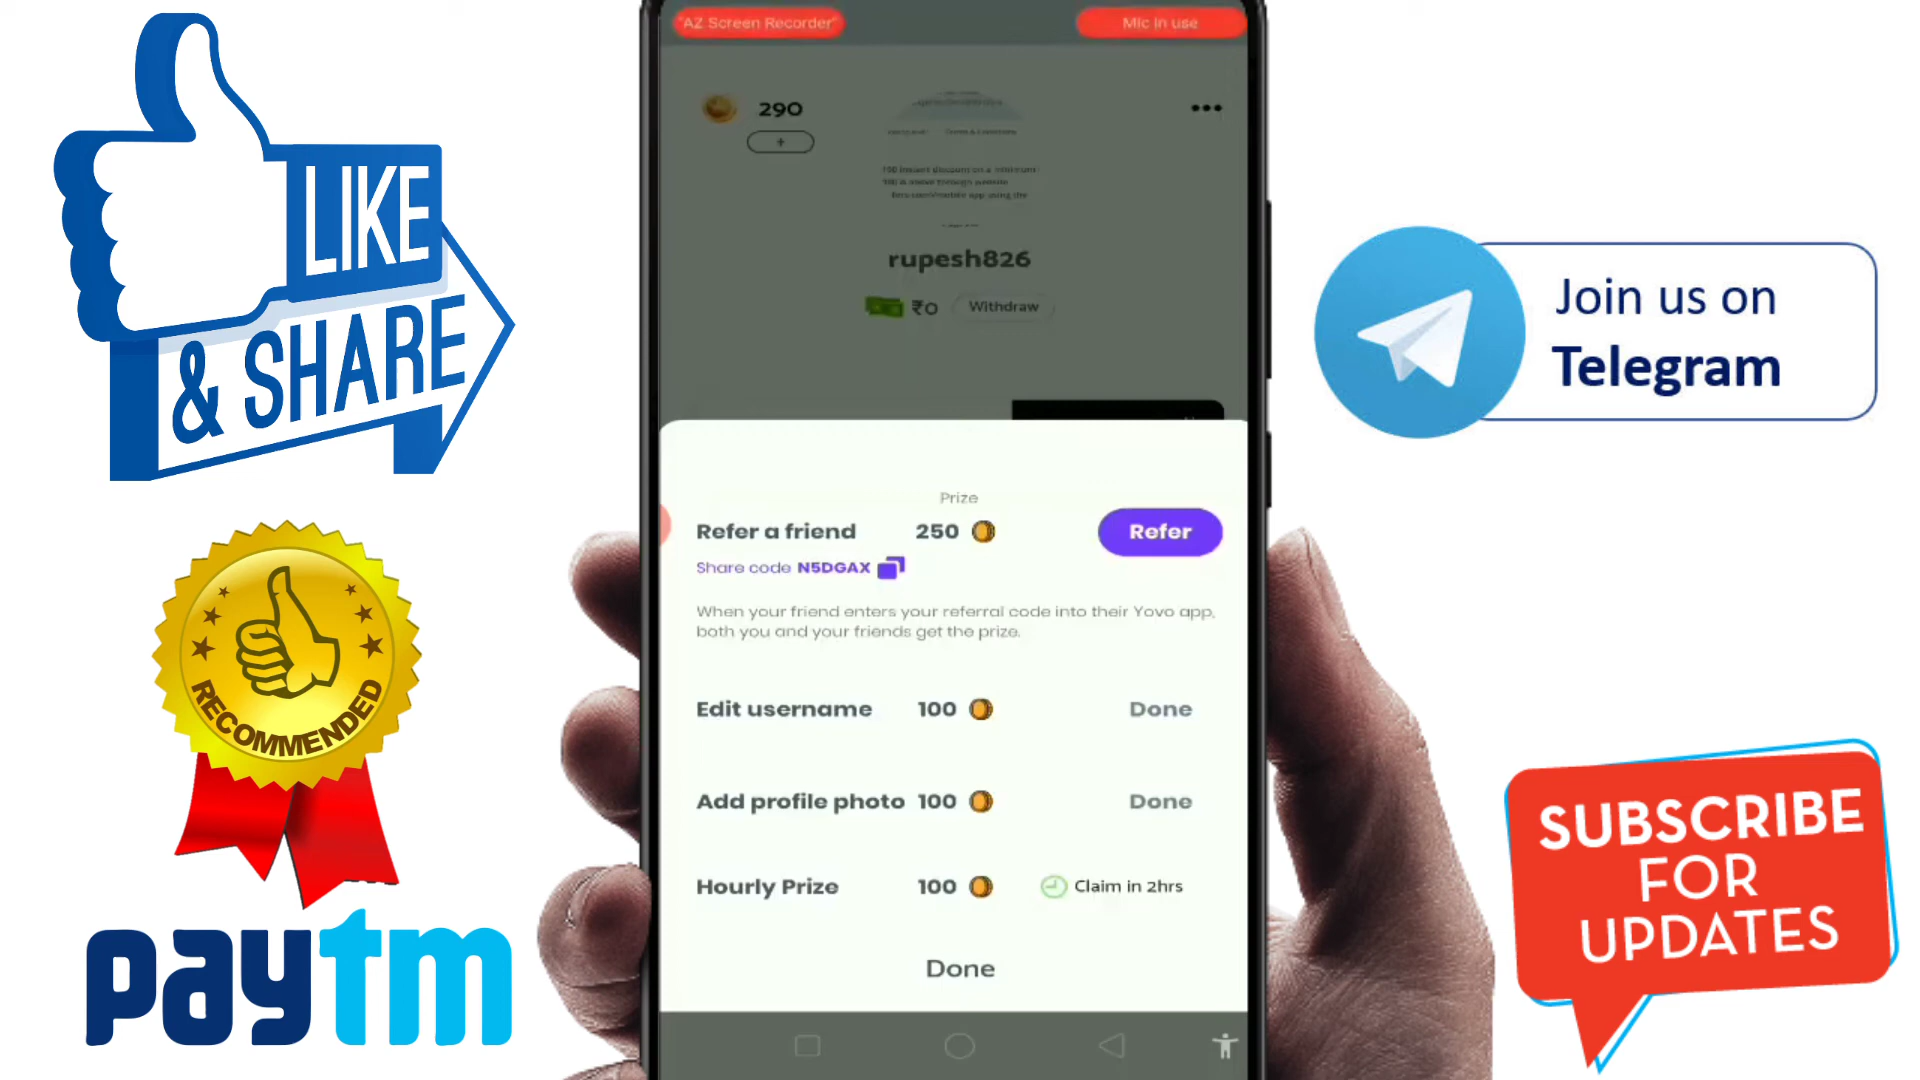 LIKE
& SHARE
RECOMMENDED
paytm
"AZ Screen Recorder"
Mic in use
290
+
•••
rupesh826
₹0
Withdraw
Prize
Refer a friend 250
Refer
Share code N5DGAX
When your friend enters your referral code into their Yovo app,
both you and your friends get the prize.
Edit username 100 Done
Add profile photo 100 Done
Hourly Prize 100 Claim in 2hrs
Done
Join us on
Telegram
SUBSCRIBE
FOR
UPDATES